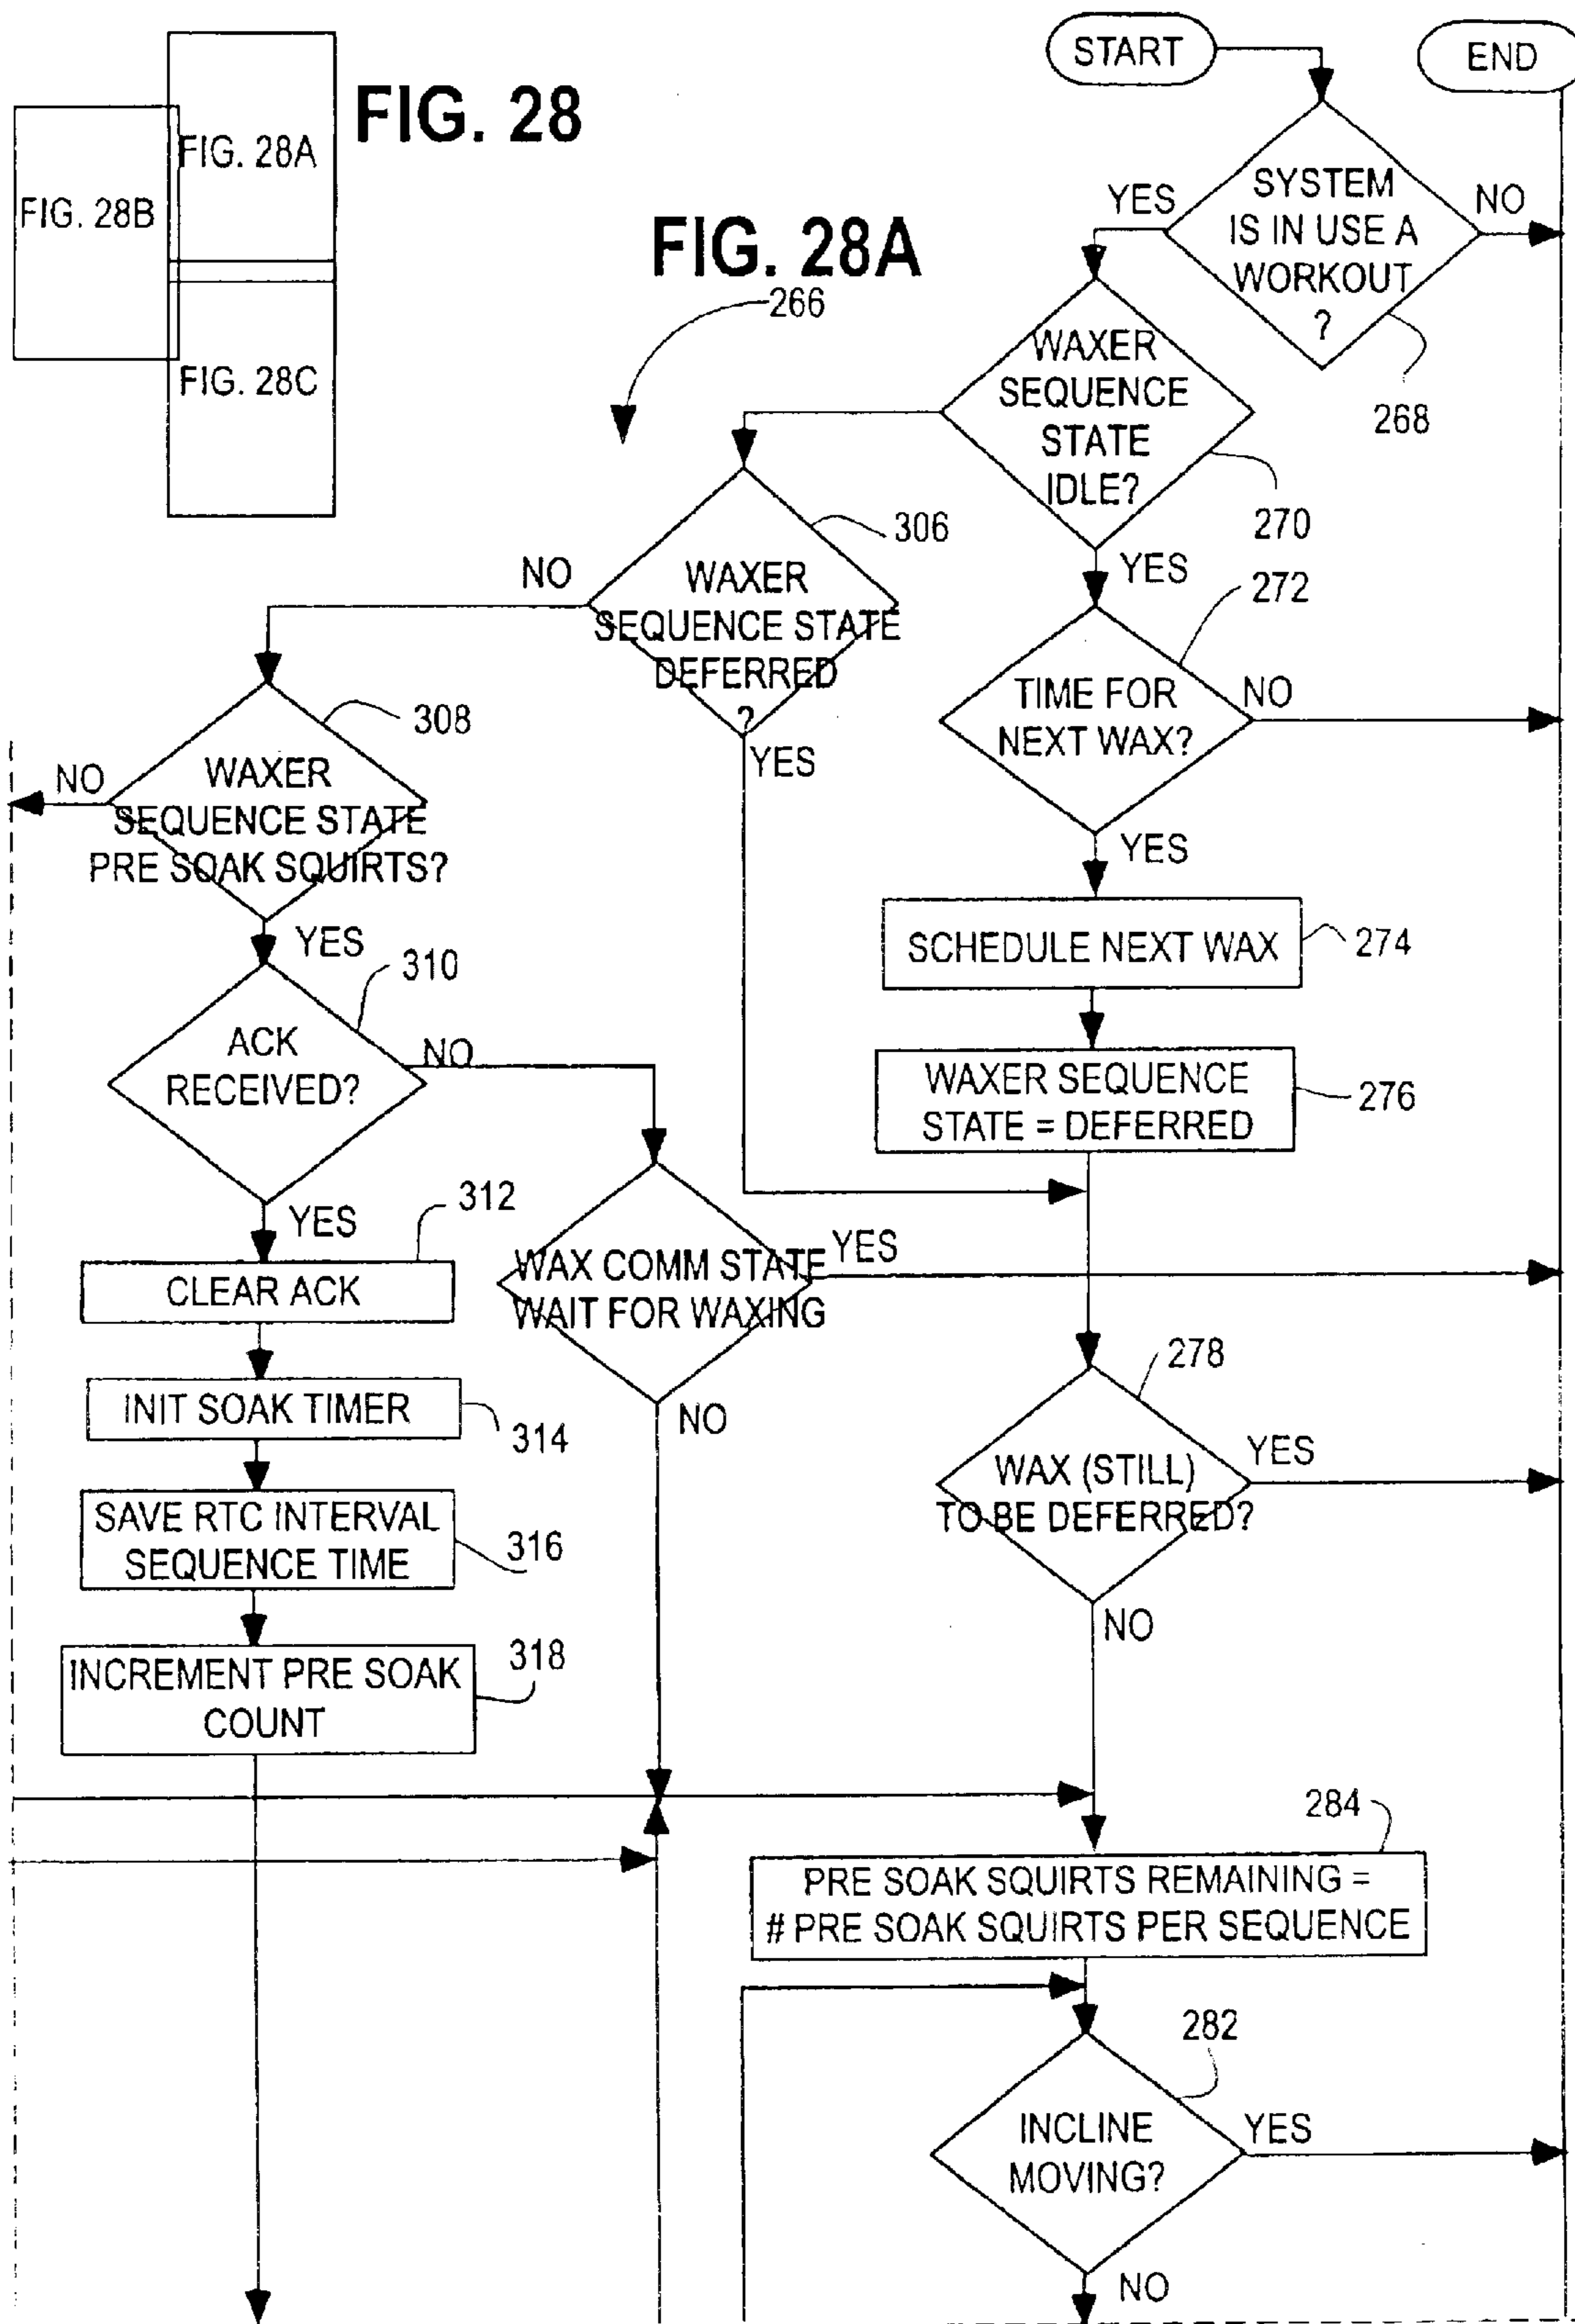 START
END
FIG. 28
FIG. 28A
FIG. 28B
FIG. 28C
FIG. 28A
266
SYSTEM
IS IN USE A
WORKOUT
?
YES
NO
268
WAXER
SEQUENCE
STATE
IDLE?
270
YES
306
WAXER
SEQUENCE STATE
DEFERRED
?
NO
YES
272
TIME FOR
NEXT WAX?
NO
YES
308
WAXER
SEQUENCE STATE
PRE SOAK SQUIRTS?
NO
YES
SCHEDULE NEXT WAX
274
310
ACK
RECEIVED?
NO
YES
WAXER SEQUENCE
STATE = DEFERRED
276
312
CLEAR ACK
WAX COMM STATE
WAIT FOR WAXING
YES
NO
INIT SOAK TIMER
314
278
WAX (STILL)
TO BE DEFERRED?
YES
NO
SAVE RTC INTERVAL
SEQUENCE TIME
316
INCREMENT PRE SOAK
COUNT
318
284
PRE SOAK SQUIRTS REMAINING =
# PRE SOAK SQUIRTS PER SEQUENCE
282
INCLINE
MOVING?
YES
NO